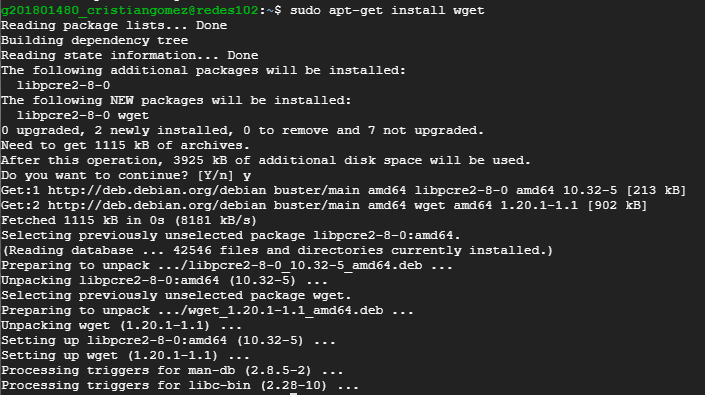 g201801480_cristiangomez@redes102:~$ sudo apt-get install wget
Reading package lists... Done
Building dependency tree
Reading state information... Done
The following additional packages will be installed:
  libpcre2-8-0
The following NEW packages will be installed:
  libpcre2-8-0 wget
0 upgraded, 2 newly installed, 0 to remove and 7 not upgraded.
Need to get 1115 kB of archives.
After this operation, 3925 kB of additional disk space will be used.
Do you want to continue? [Y/n] y
Get:1 http://deb.debian.org/debian buster/main amd64 libpcre2-8-0 amd64 10.32-5 [213 kB]
Get:2 http://deb.debian.org/debian buster/main amd64 wget amd64 1.20.1-1.1 [902 kB]
Fetched 1115 kB in 0s (8181 kB/s)
Selecting previously unselected package libpcre2-8-0:amd64.
(Reading database ... 42546 files and directories currently installed.)
Preparing to unpack .../libpcre2-8-0_10.32-5_amd64.deb ...
Unpacking libpcre2-8-0:amd64 (10.32-5) ...
Selecting previously unselected package wget.
Preparing to unpack .../wget_1.20.1-1.1_amd64.deb ...
Unpacking wget (1.20.1-1.1) ...
Setting up libpcre2-8-0:amd64 (10.32-5) ...
Setting up wget (1.20.1-1.1) ...
Processing triggers for man-db (2.8.5-2) ...
Processing triggers for libc-bin (2.28-10) ...